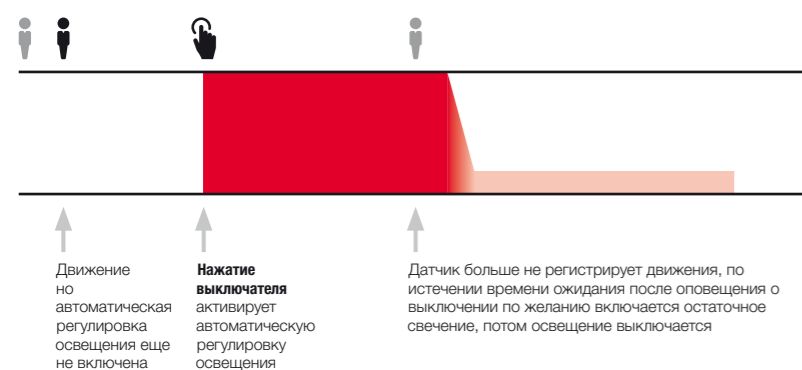 Движение
но
автоматическая
регулировка
освещения еще
не включена
Нажатие
выключателя
активирует
автоматическую
регулировку
освещения
Датчик больше не регистрирует движения, по
истечении времени ожидания после оповещения о
выключении по желанию включается остаточное
свечение, потом освещение выключается